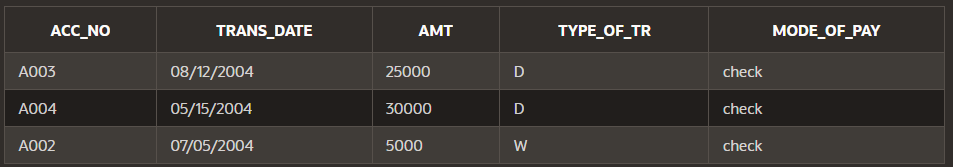 ACC_NO TRANS_DATE AMT TYPE_OF_TR MODE_OF_PAY
A003 08/12/2004 25000 D check
A004 05/15/2004 30000 D check
A002 07/05/2004 5000 W check